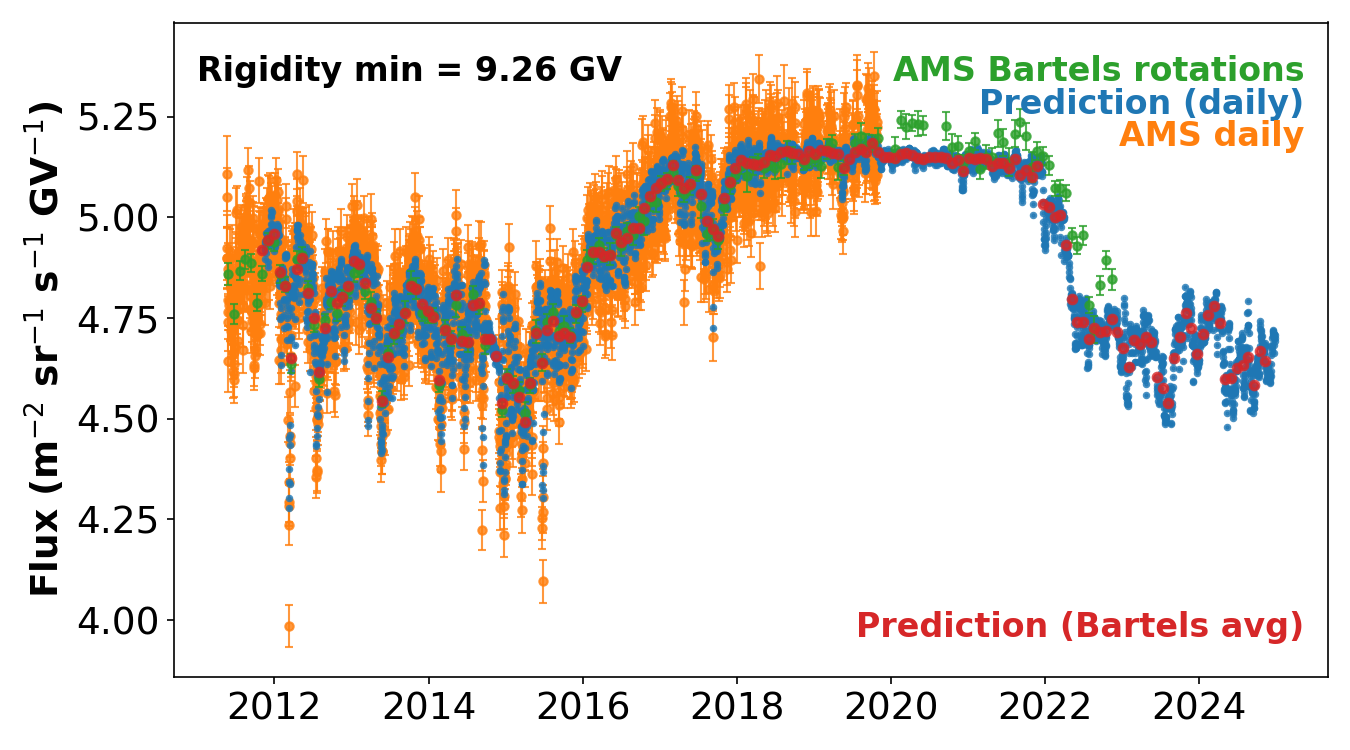 Rigidity min = 9.26 GV
AMS Bartels rotations
Prediction (daily)
AMS daily
Prediction (Bartels avg)
Flux (m⁻² sr⁻¹ s⁻¹ GV⁻¹)
5.25
5.00
4.75
4.50
4.25
4.00
2012 2014 2016 2018 2020 2022 2024